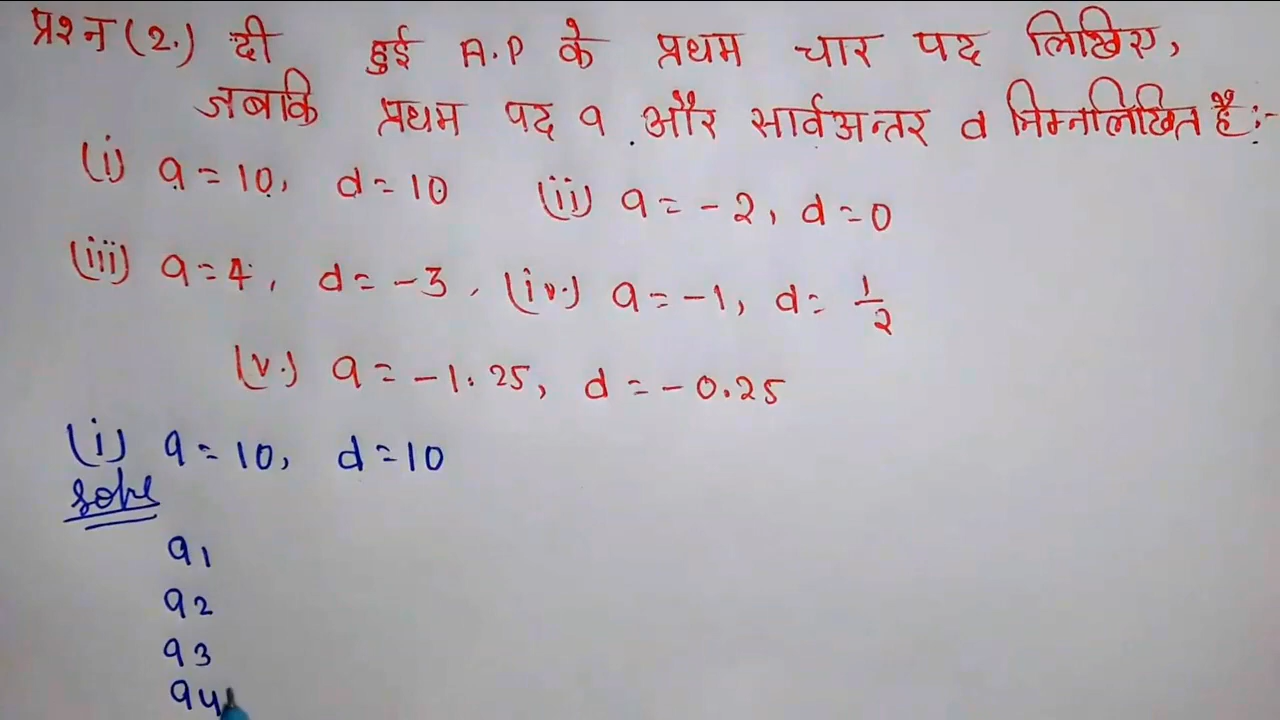 प्रश्न (2.) दी हुई A.P के प्रथम चार पद लिखिए,
जबकि प्रथम पद a और सार्वअन्तर d निम्नलिखित है:-
(i) a = 10, d = 10 (ii) a = -2, d = 0
(iii) a = 4, d = -3, (iv.) a = -1, d = 1/2
(v.) a = -1.25, d = -0.25
(i) a = 10, d = 10
a1
a2
a3
a4